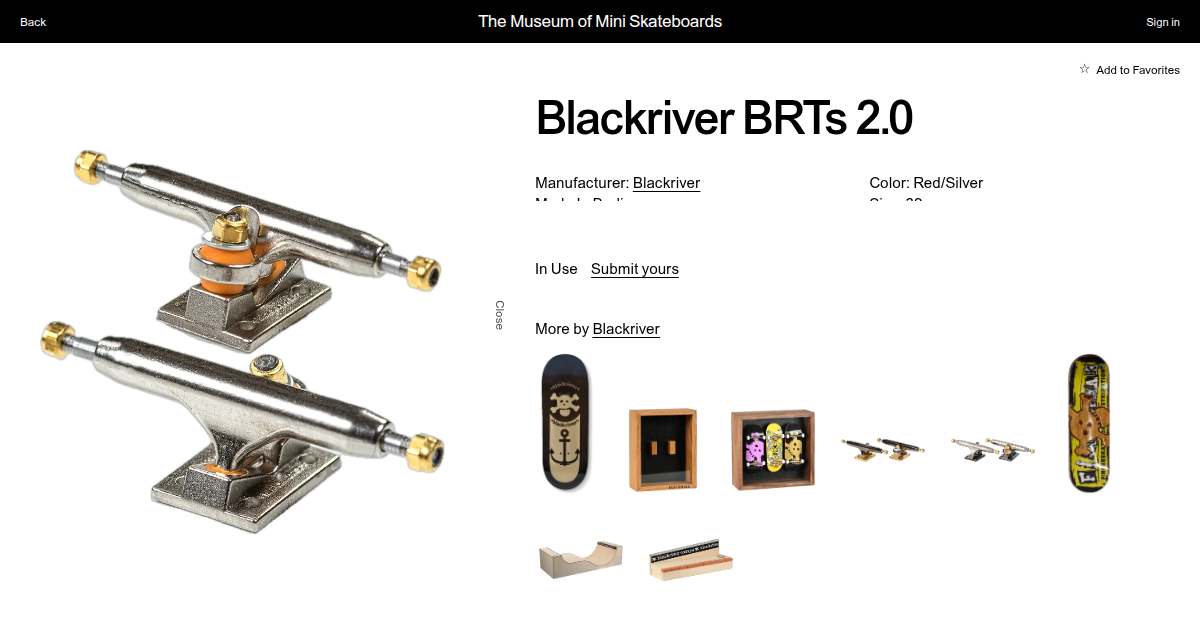 Back
The Museum of Mini Skateboards
Sign in
☆ Add to Favorites
Blackriver BRTs 2.0
Manufacturer: Blackriver
Color: Red/Silver
In Use Submit yours
Close
More by Blackriver